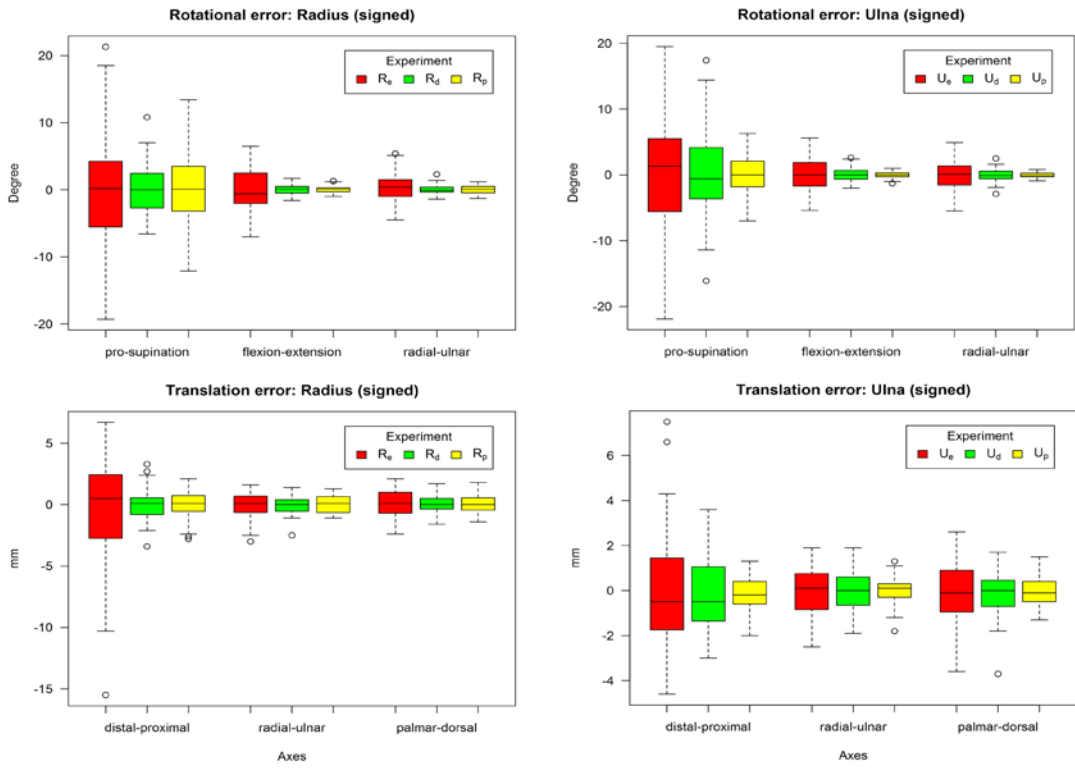 Rotational error: Radius (signed)
Experiment
R_e R_d R_p
Degree
20
10
0
-10
-20
pro-supination flexion-extension radial-ulnar
Rotational error: Ulna (signed)
Experiment
U_e U_d U_p
Degree
20
10
0
-10
-20
pro-supination flexion-extension radial-ulnar
Translation error: Radius (signed)
Experiment
R_e R_d R_p
mm
5
0
-5
-10
-15
distal-proximal radial-ulnar palmar-dorsal
Axes
Translation error: Ulna (signed)
Experiment
U_e U_d U_p
mm
6
4
2
0
-2
-4
distal-proximal radial-ulnar palmar-dorsal
Axes